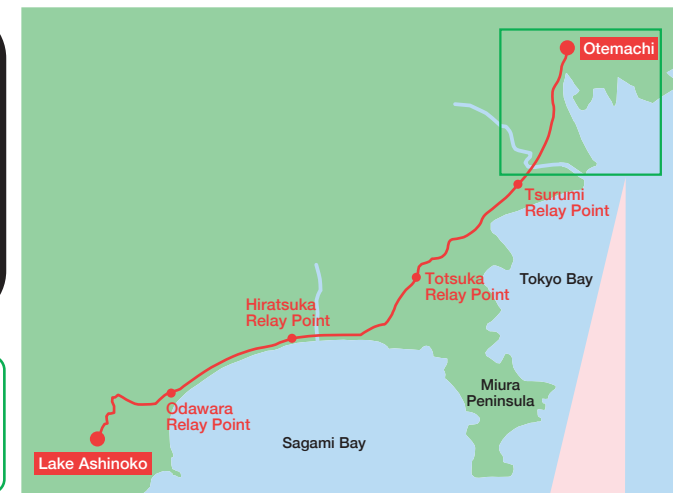 Otemachi
Tsurumi
Relay Point
Totsuka
Relay Point
Tokyo Bay
Hiratsuka
Relay Point
Miura
Peninsula
Odawara
Relay Point
Sagami Bay
Lake Ashinoko